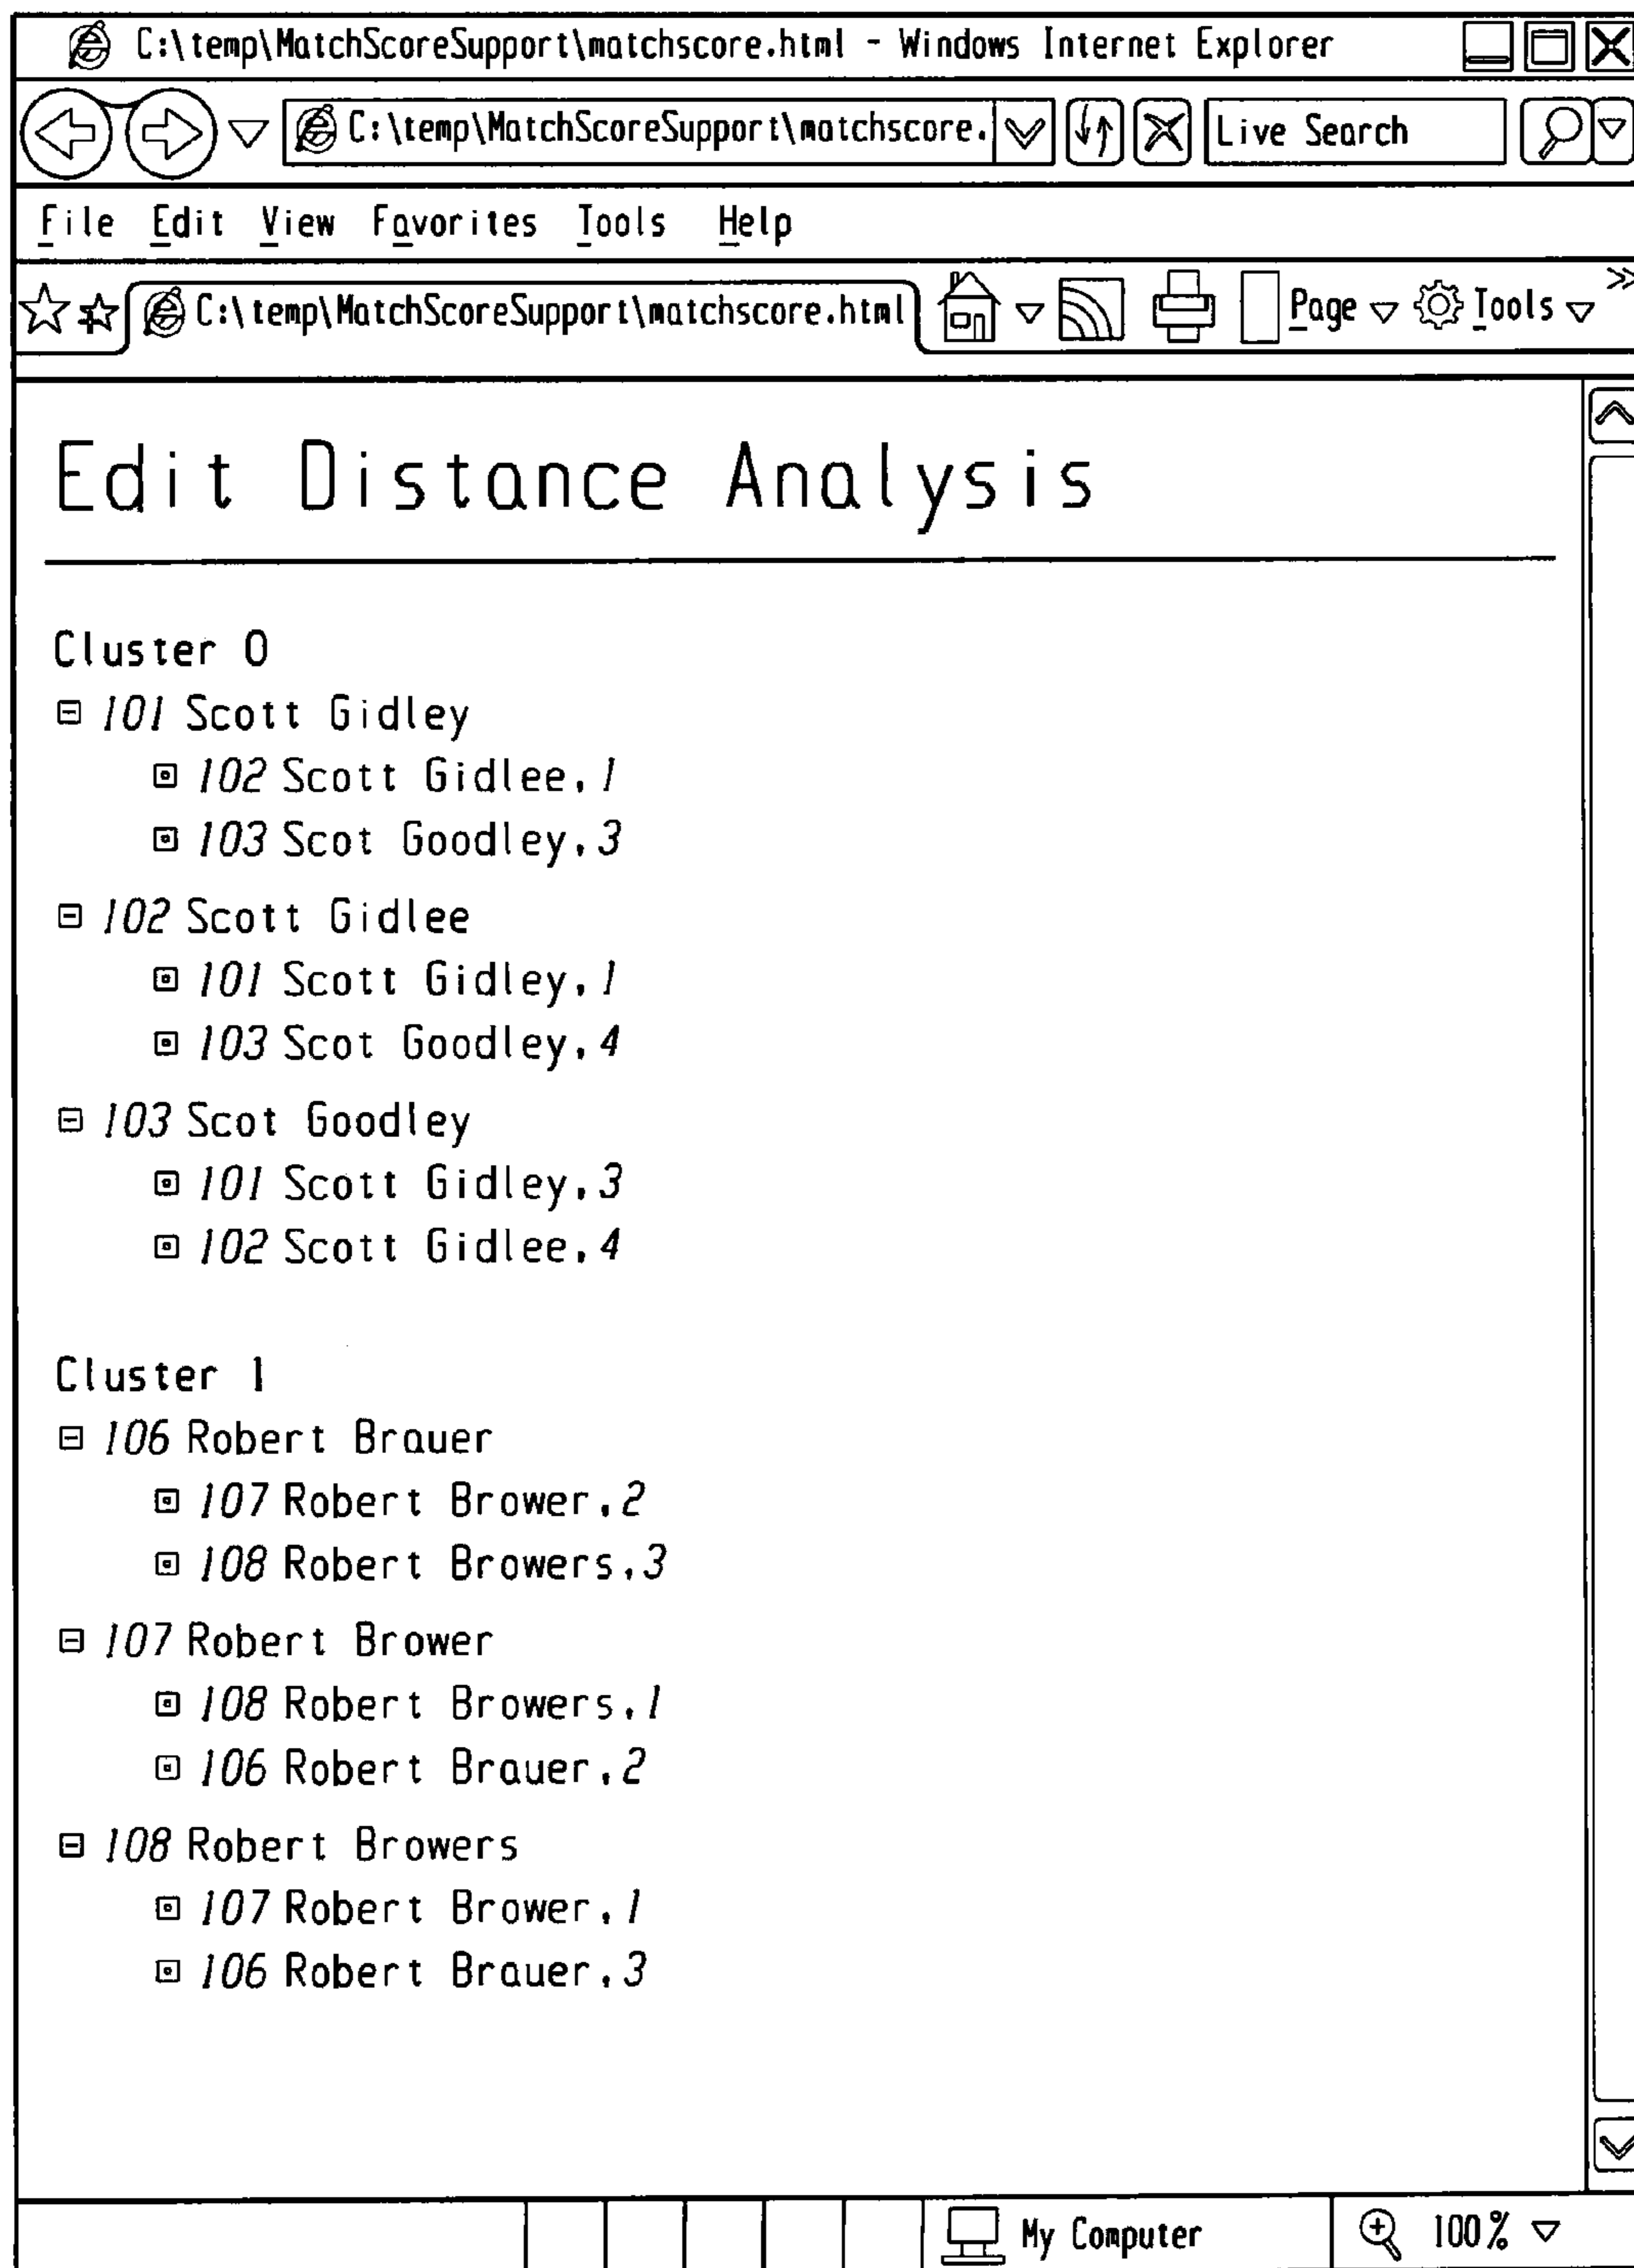 C:\temp\MatchScoreSupport\matchscore.html - Windows Internet Explorer
C:\temp\MatchScoreSupport\matchscore. Live Search
File Edit View Favorites Tools Help
C:\temp\MatchScoreSupport\matchscore.html Page Tools »
Edit Distance Analysis
Cluster 0
101 Scott Gidley
102 Scott Gidlee, 1
103 Scot Goodley, 3
102 Scott Gidlee
101 Scott Gidley, 1
103 Scot Goodley, 4
103 Scot Goodley
101 Scott Gidley, 3
102 Scott Gidlee, 4
Cluster 1
106 Robert Brauer
107 Robert Brower, 2
108 Robert Browers, 3
107 Robert Brower
108 Robert Browers, 1
106 Robert Brauer, 2
108 Robert Browers
107 Robert Brower, 1
106 Robert Brauer, 3
My Computer 100%